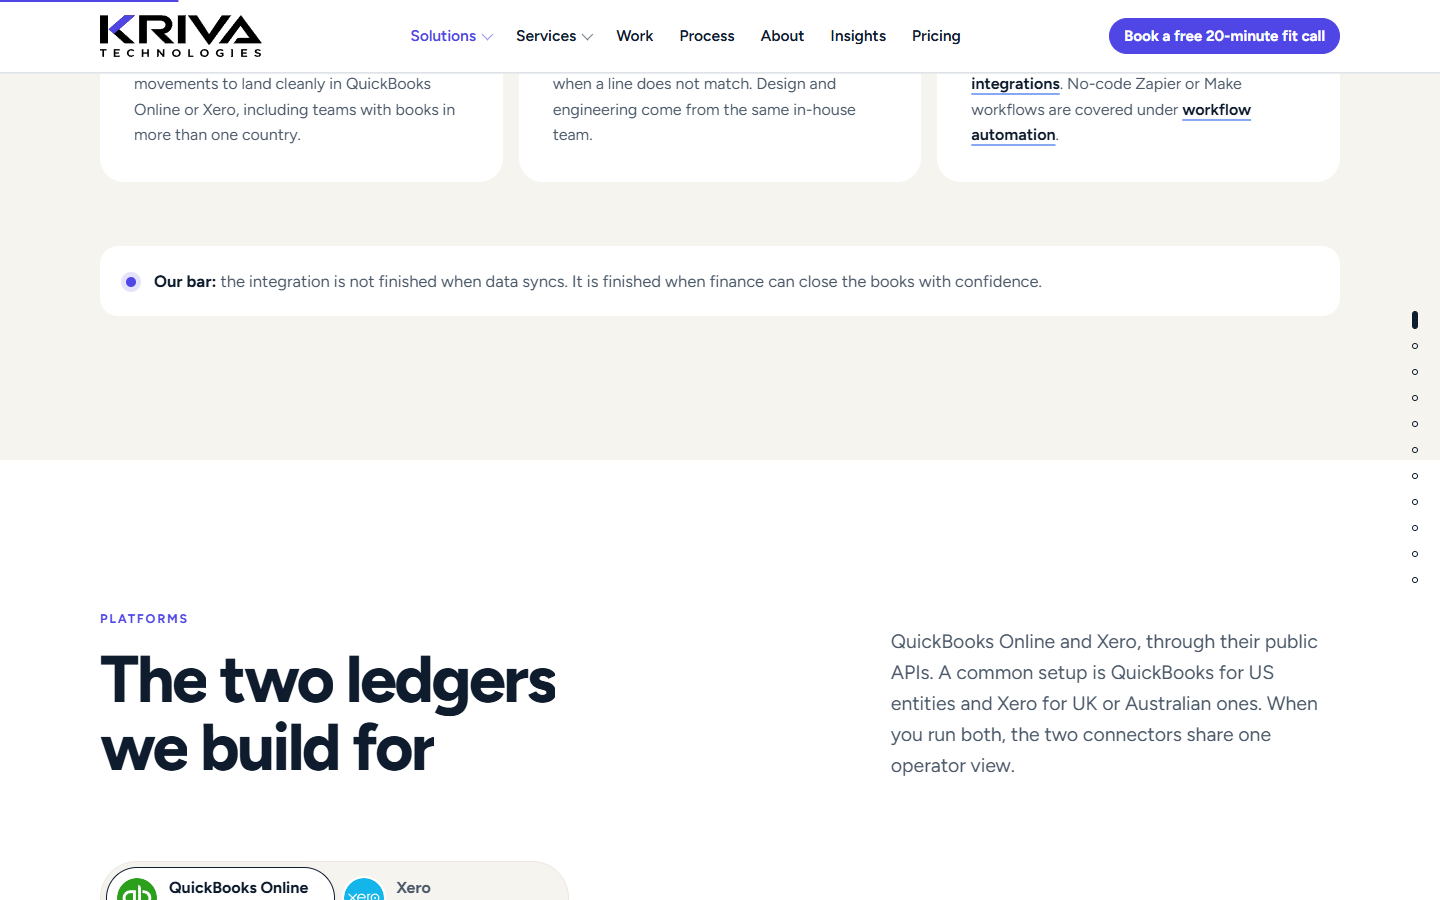 KRIVA
TECHNOLOGIES
Solutions
Services
Work
Process
About
Insights
Pricing
Book a free 20-minute fit call
movements to land cleanly in QuickBooks
Online or Xero, including teams with books in
more than one country.
when a line does not match. Design and
engineering come from the same in-house
team.
integrations. No-code Zapier or Make
workflows are covered under workflow
automation.
Our bar: the integration is not finished when data syncs. It is finished when finance can close the books with confidence.
PLATFORMS
The two ledgers
we build for
QuickBooks Online and Xero, through their public
APIs. A common setup is QuickBooks for US
entities and Xero for UK or Australian ones. When
you run both, the two connectors share one
operator view.
qb
QuickBooks Online
xero
Xero